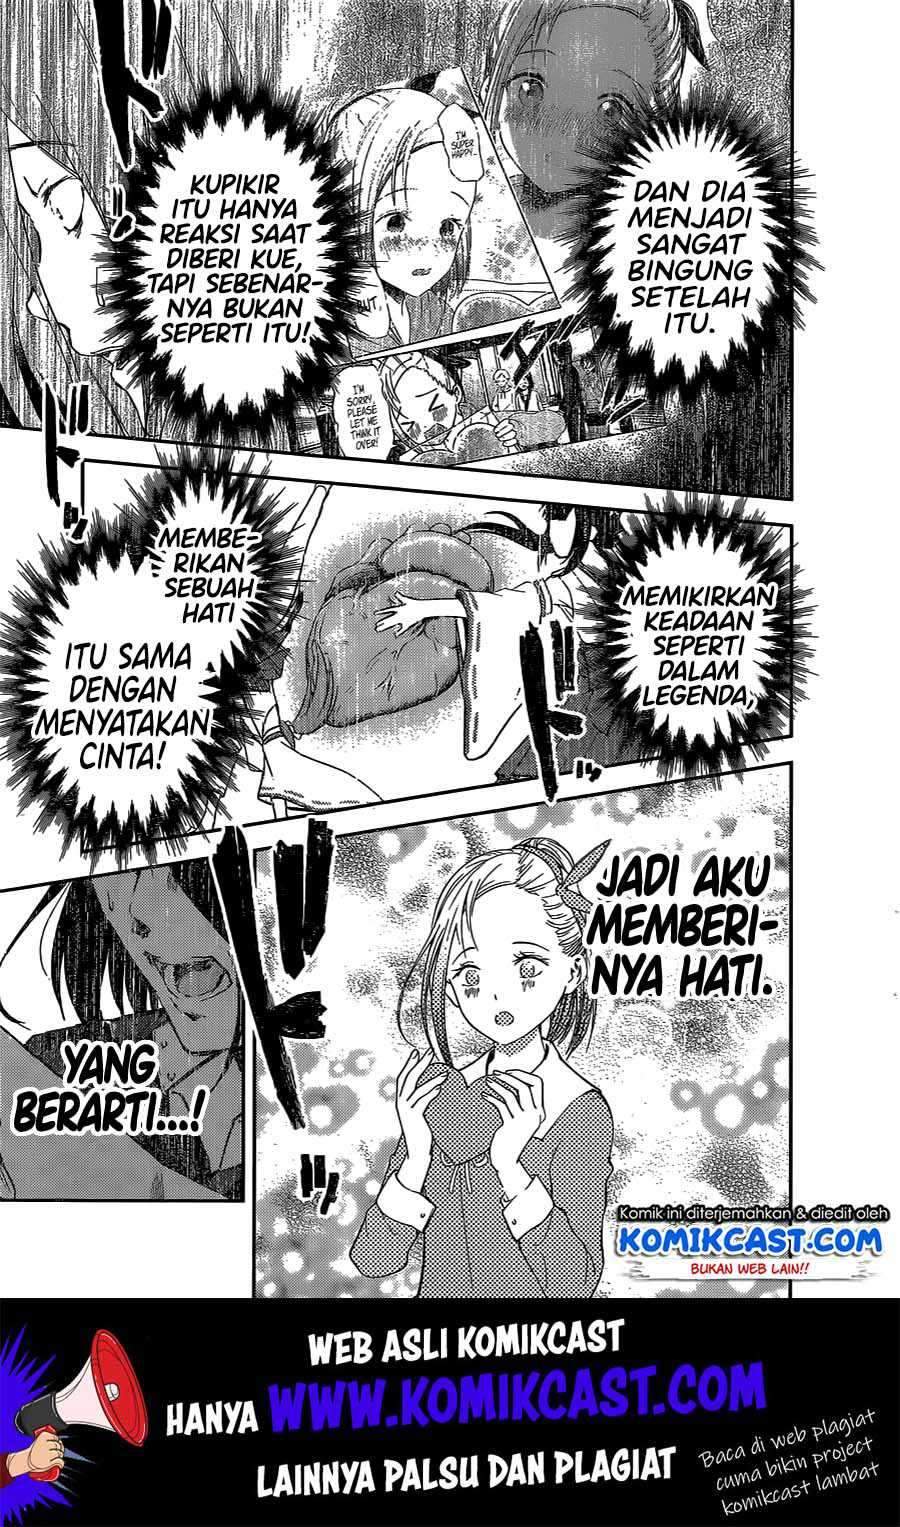 DAN DIA
MENJADI
SANGAT
BINGUNG
SETELAH
ITU.
I'M
SUPER
HAPPY...
KUPIKIR
ITU HANYA
REAKSI SAAT
DIBERI KUE,
TAPI SEBENAR-
NYA BUKAN
SEPERTI ITU!
I'M
SORRY,
PLEASE
LET ME
THINK IT
OVER!
MEMIKIRKAN
KEADAAN
SEPERTI
DALAM
LEGENDA,
MEMBE-
RIKAN
SEBUAH
HATI
ITU SAMA
DENGAN
MENYATAKAN
CINTA!
JADI AKU
MEMBERI-
NYA HATI.
YANG
BERARTI....!
Komik ini diterjemahkan & diedit oleh
KOMIKCAST.COM
BUKAN WEB LAIN!!
WEB ASLI KOMIKCAST
HANYA WWW.KOMIKCAST.COM
LAINNYA PALSU DAN PLAGIAT
Baca di web plagiat
cuma bikin project
komikcast lambat